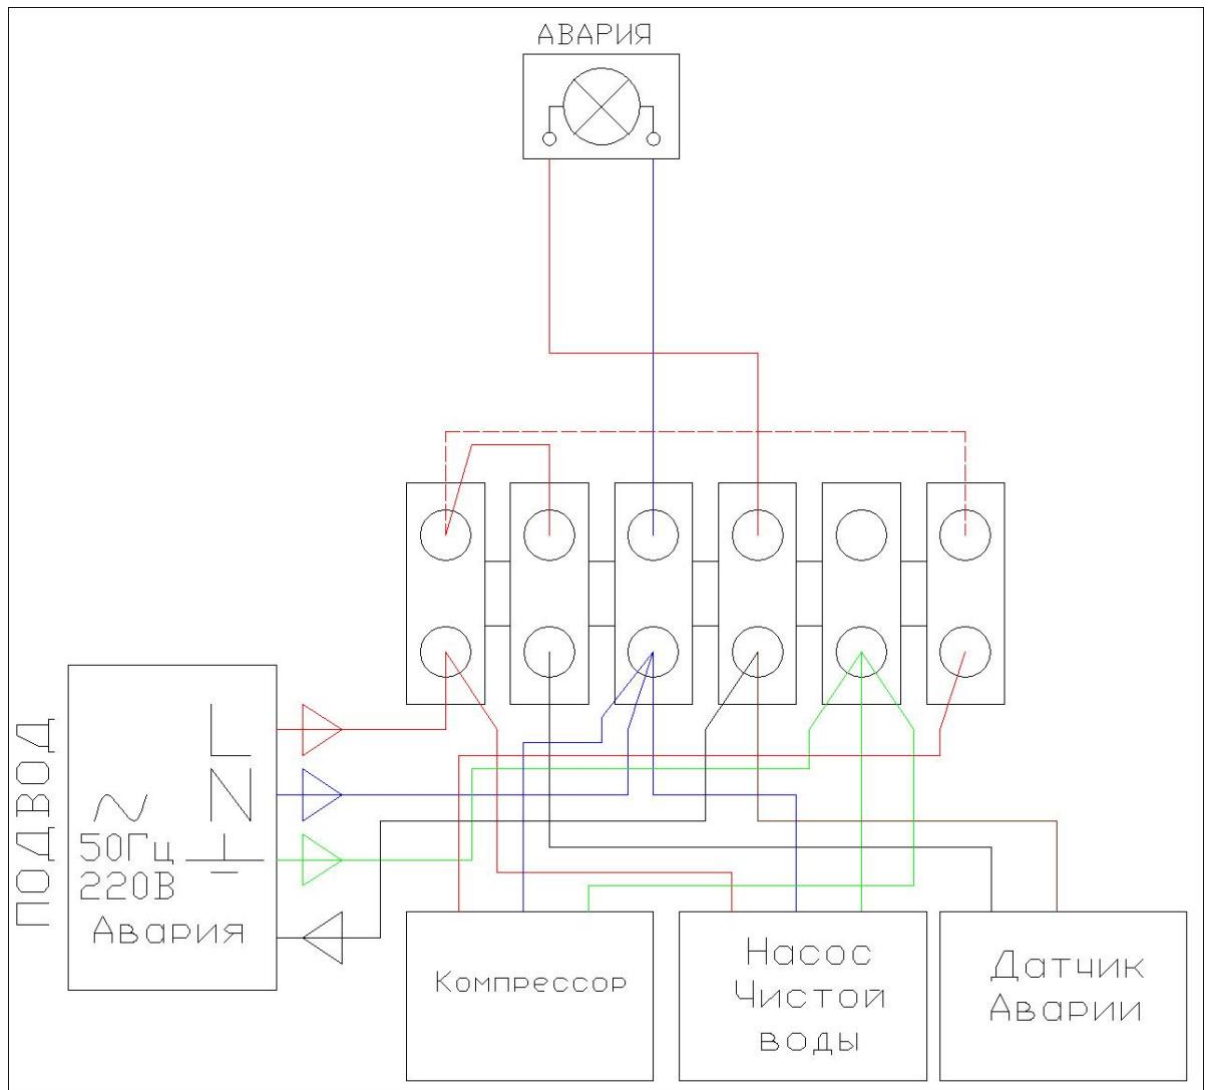 АВАРИЯ
ПОДВОД
L
N
50Гц
220В
Авария
Компрессор
Насос
Чистой
воды
Датчик
Аварии